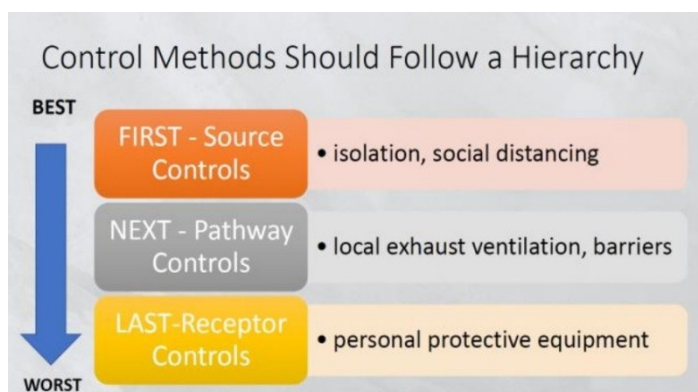 Control Methods Should Follow a Hierarchy
BEST
FIRST - Source
Controls
• isolation, social distancing
NEXT - Pathway
Controls
• local exhaust ventilation, barriers
LAST-Receptor
Controls
• personal protective equipment
WORST